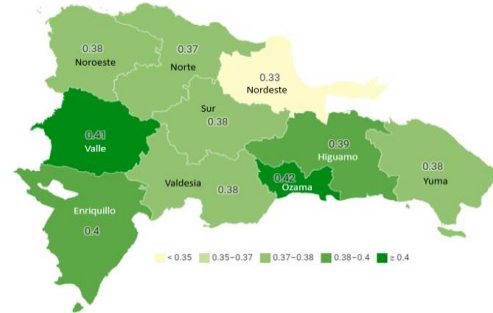 0.38
Noroeste
0.37
Norte
0.33
Nordeste
Sur
0.38
0.41
Valle
0.39
Higuamo
0.38
Yuma
Valdesia
0.38
0.42
Ozama
Enriquillo
0.4
< 0.35 0.35–0.37 0.37–0.38 0.38–0.4 ≥ 0.4